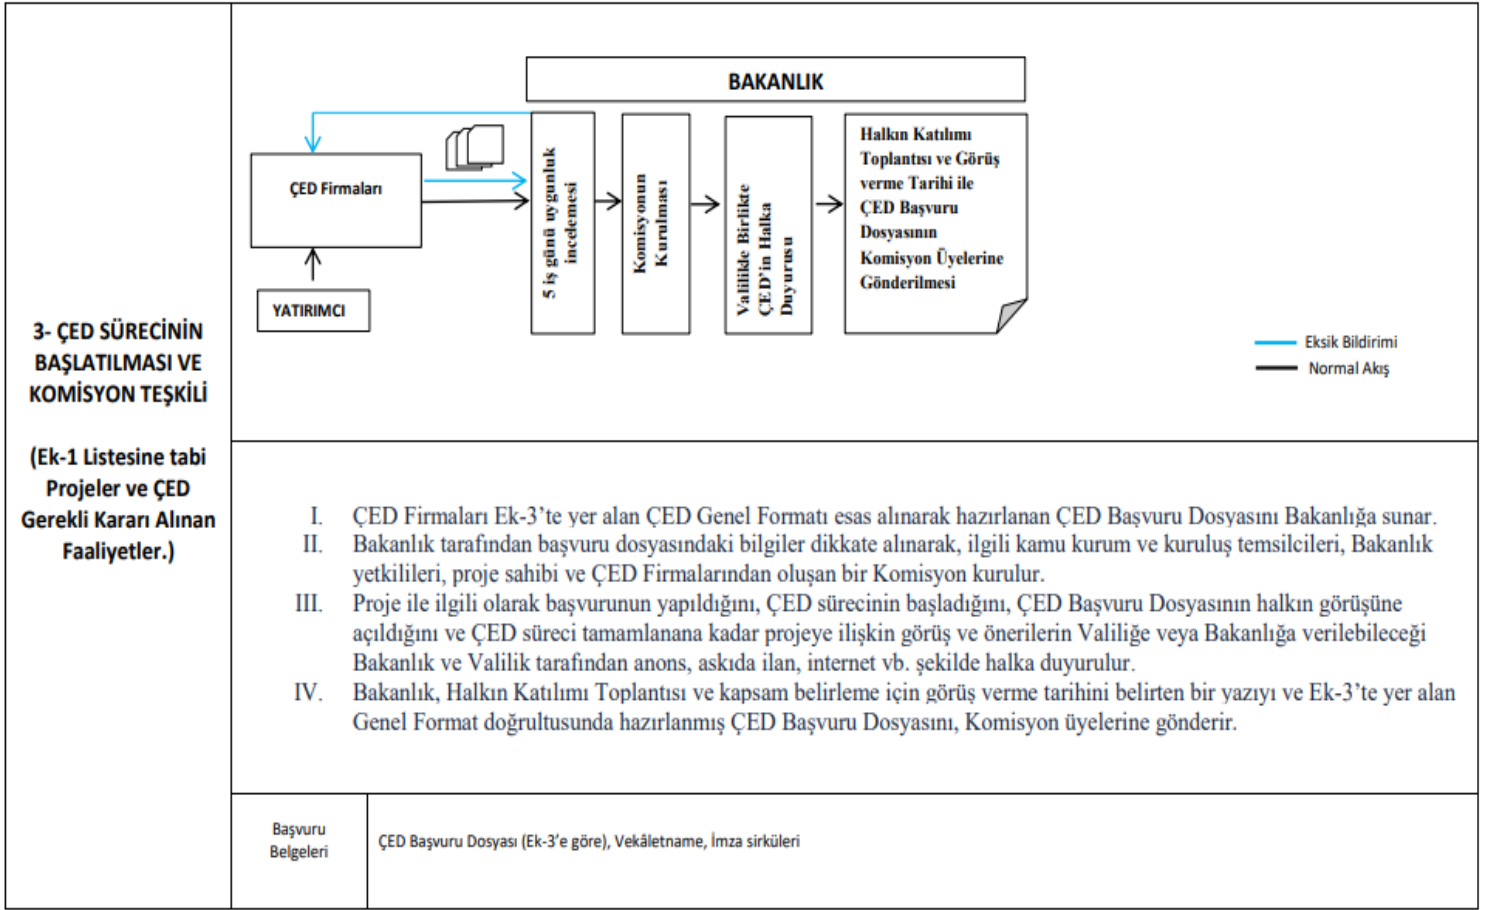 3- ÇED SÜRECİNİN
BAŞLATILMASI VE
KOMİSYON TEŞKİLİ
(Ek-1 Listesine tabi
Projeler ve ÇED
Gerekli Kararı Alınan
Faaliyetler.)
BAKANLIK
ÇED Firmaları
YATIRIMCI
5 iş günü uygunluk
incelemesi
Komisyonun
Kurulması
Valilikle Birlikte
ÇED'in Halka
Duyurusu
Halkın Katılımı
Toplantısı ve Görüş
verme Tarihi ile
ÇED Başvuru
Dosyasının
Komisyon Üyelerine
Gönderilmesi
Eksik Bildirimi
Normal Akış
I. ÇED Firmaları Ek-3'te yer alan ÇED Genel Formatı esas alınarak hazırlanan ÇED Başvuru Dosyasını Bakanlığa sunar.
II. Bakanlık tarafından başvuru dosyasındaki bilgiler dikkate alınarak, ilgili kamu kurum ve kuruluş temsilcileri, Bakanlık
yetkilileri, proje sahibi ve ÇED Firmalarından oluşan bir Komisyon kurulur.
III. Proje ile ilgili olarak başvurunun yapıldığını, ÇED sürecinin başladığını, ÇED Başvuru Dosyasının halkın görüşüne
açıldığını ve ÇED süreci tamamlanana kadar projeye ilişkin görüş ve önerilerin Valiliğe veya Bakanlığa verilebileceği
Bakanlık ve Valilik tarafından anons, askıda ilan, internet vb. şekilde halka duyurulur.
IV. Bakanlık, Halkın Katılımı Toplantısı ve kapsam belirleme için görüş verme tarihini belirten bir yazıyı ve Ek-3'te yer alan
Genel Format doğrultusunda hazırlanmış ÇED Başvuru Dosyasını, Komisyon üyelerine gönderir.
Başvuru
Belgeleri
ÇED Başvuru Dosyası (Ek-3'e göre), Vekâletname, İmza sirküleri